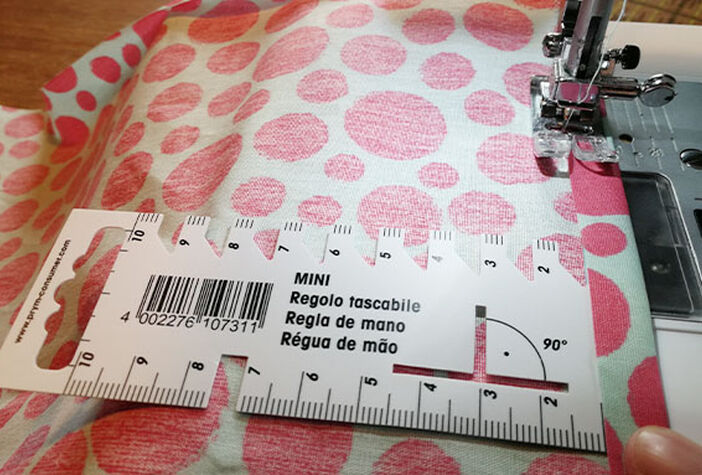 www.prym-consumer.com
10 9 8 7 6 5 4 3 2
MINI
Regolo tascabile
Regla de mano
Régua de mão
4 002276 107311
90°
10 9 8 7 6 5 4 3 2